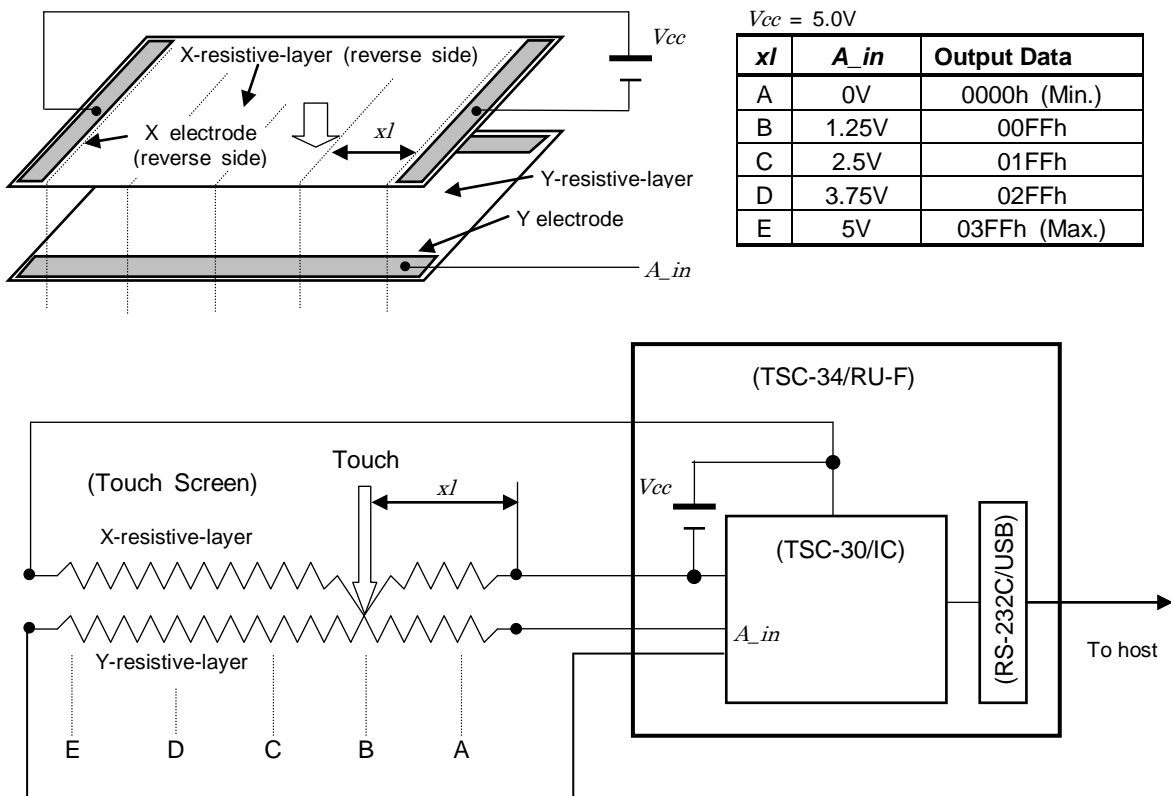 Vcc
X-resistive-layer (reverse side)
X electrode
(reverse side)
xl
Y-resistive-layer
Y electrode
A_in
Vcc = 5.0V
xl A_in Output Data
A 0V 0000h (Min.)
B 1.25V 00FFh
C 2.5V 01FFh
D 3.75V 02FFh
E 5V 03FFh (Max.)
(TSC-34/RU-F)
Touch
(Touch Screen)
xl
Vcc
X-resistive-layer
(TSC-30/IC)
(RS-232C/USB)
A_in
Y-resistive-layer
To host
E D C B A